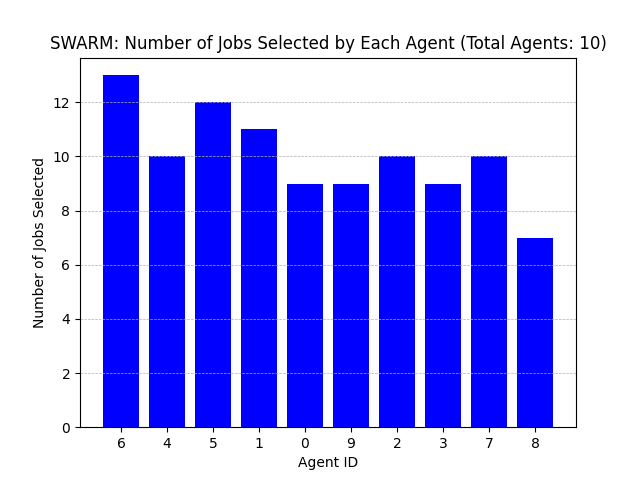 SWARM: Number of Jobs Selected by Each Agent (Total Agents: 10)
12
10
8
6
4
2
0
Number of Jobs Selected
6 4 5 1 0 9 2 3 7 8
Agent ID